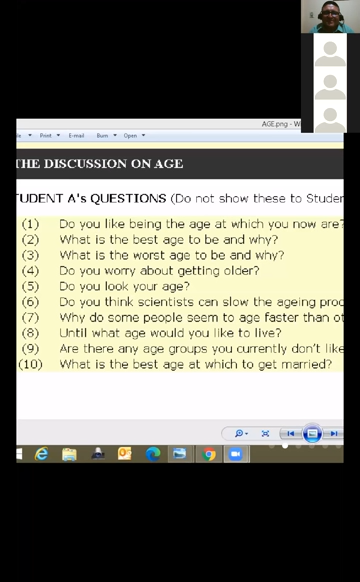 AGE.png - W
Print E-mail Burn Open
THE DISCUSSION ON AGE
TUDENT A's QUESTIONS (Do not show these to Studen
(1) Do you like being the age at which you now are?
(2) What is the best age to be and why?
(3) What is the worst age to be and why?
(4) Do you worry about getting older?
(5) Do you look your age?
(6) Do you think scientists can slow the ageing proc
(7) Why do some people seem to age faster than ot
(8) Until what age would you like to live?
(9) Are there any age groups you currently don't like
(10) What is the best age at which to get married?